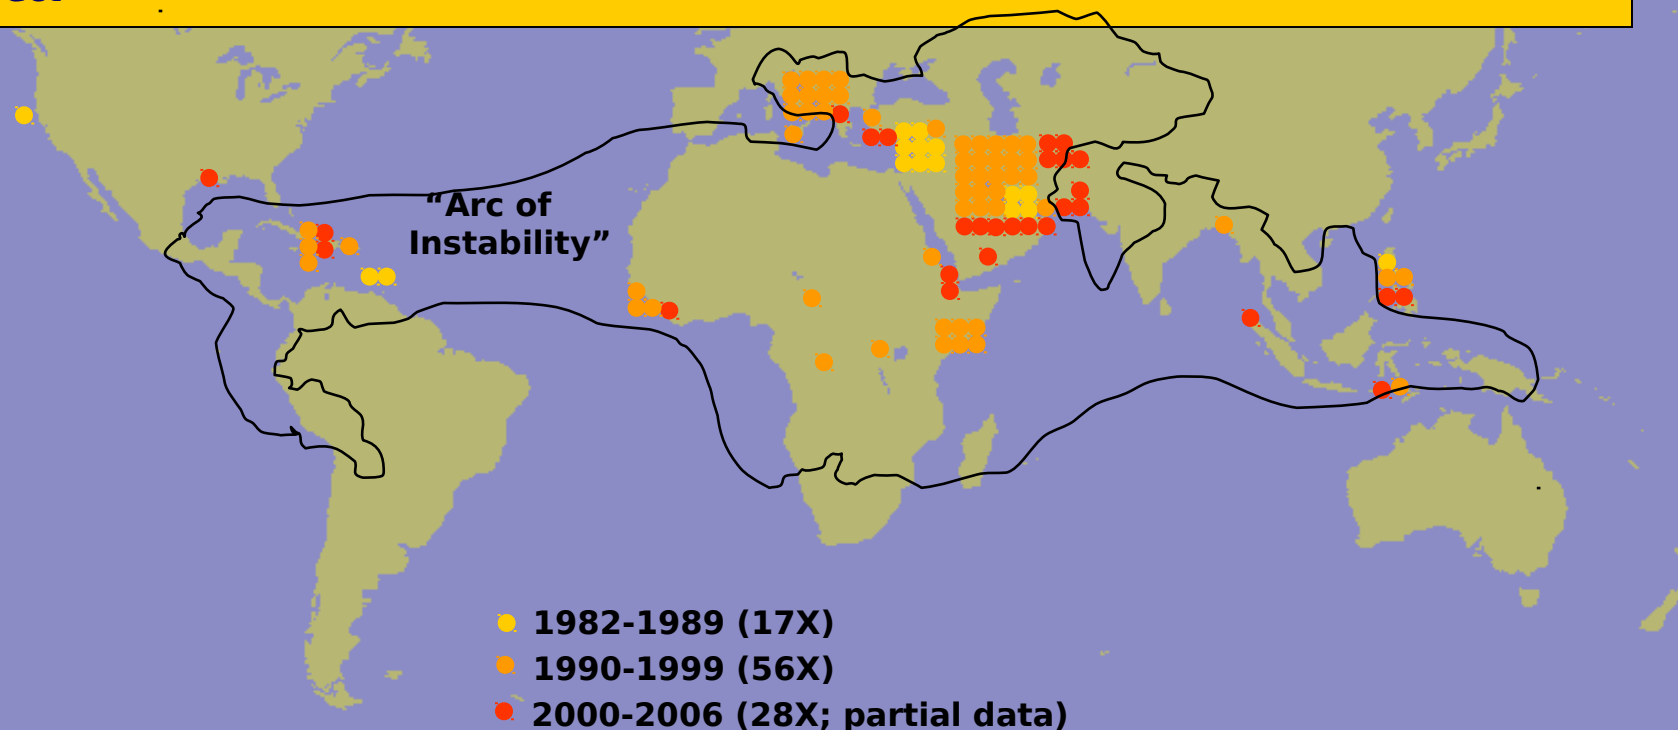 “Arc of
Instability”
1982-1989 (17X)
1990-1999 (56X)
2000-2006 (28X; partial data)